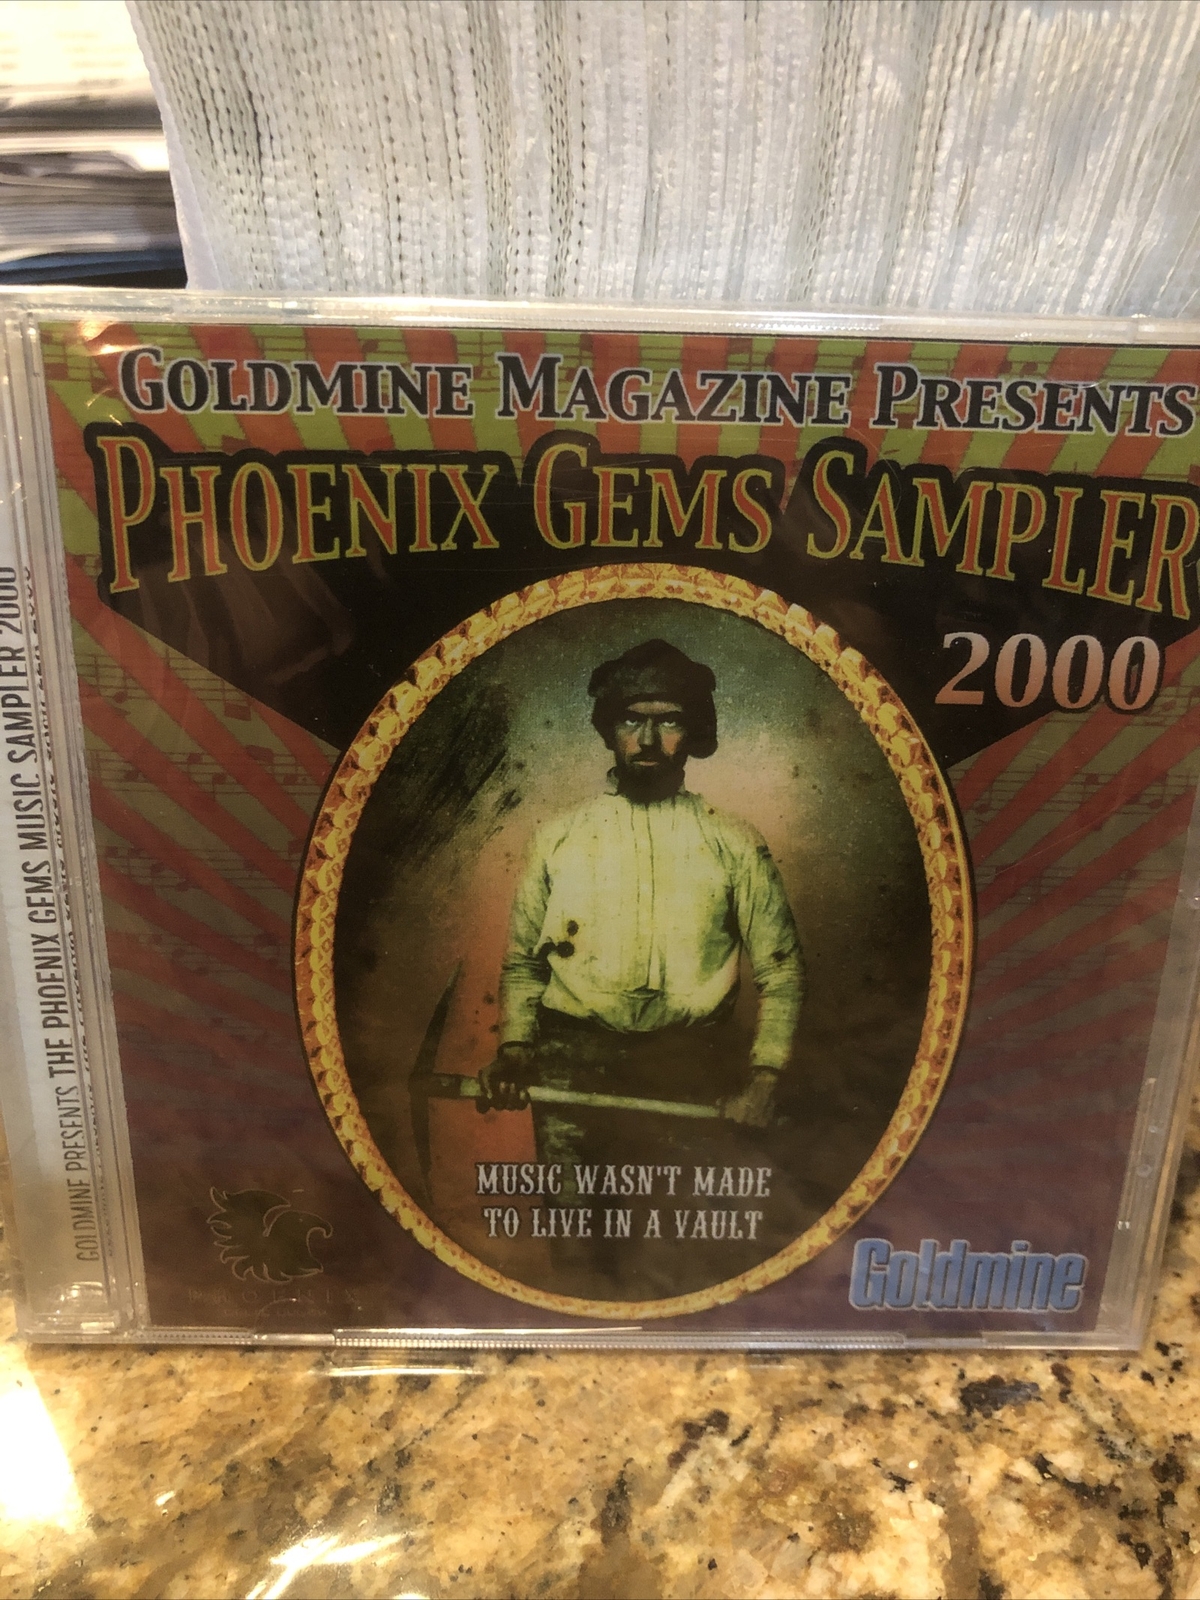 GOLDMINE MAGAZINE PRESENTS
PHOENIX GEMS SAMPLER
2000
MUSIC WASN'T MADE
TO LIVE IN A VAULT
Goldmine
PHOENIX
GOLDMINE PRESENTS THE PHOENIX GEMS MUSIC SAMPLER 2000